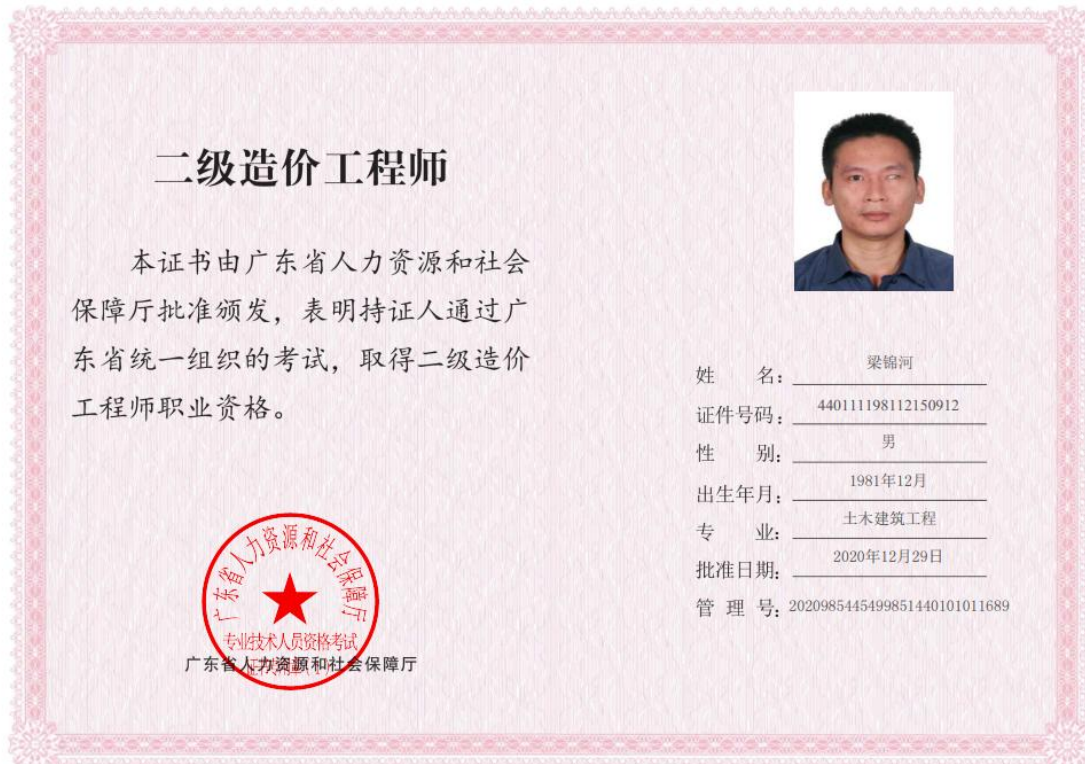 二级造价工程师
本证书由广东省人力资源和社会
保障厅批准颁发，表明持证人通过广
东省统一组织的考试，取得二级造价
工程师职业资格。
姓 名：梁锦河
证件号码：440111198112150912
性 别：男
出生年月：1981年12月
专 业：土木建筑工程
批准日期：2020年12月29日
管 理 号：2020985445499851440101011689
广东省人力资源和社会保障厅
专业技术人员资格考试
广东省人力资源和社会保障厅